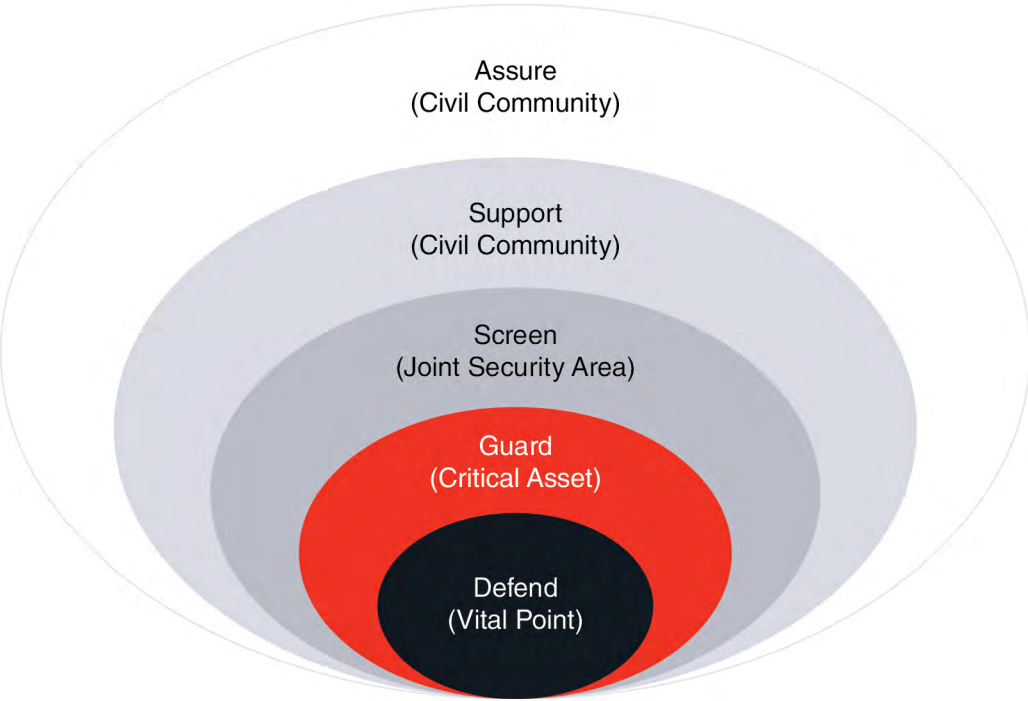 Assure
(Civil Community)
Support
(Civil Community)
Screen
(Joint Security Area)
Guard
(Critical Asset)
Defend
(Vital Point)